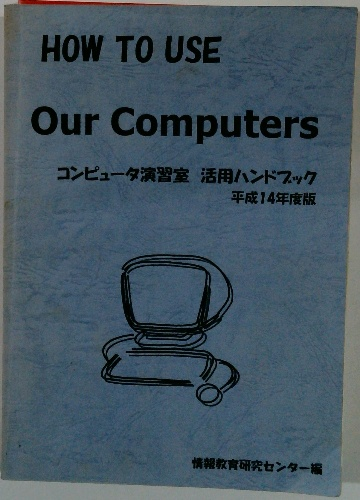 HOW TO USE
Our Computers
コンピュータ演習室 活用ハンドブック
平成14年度版
情報教育研究センター編